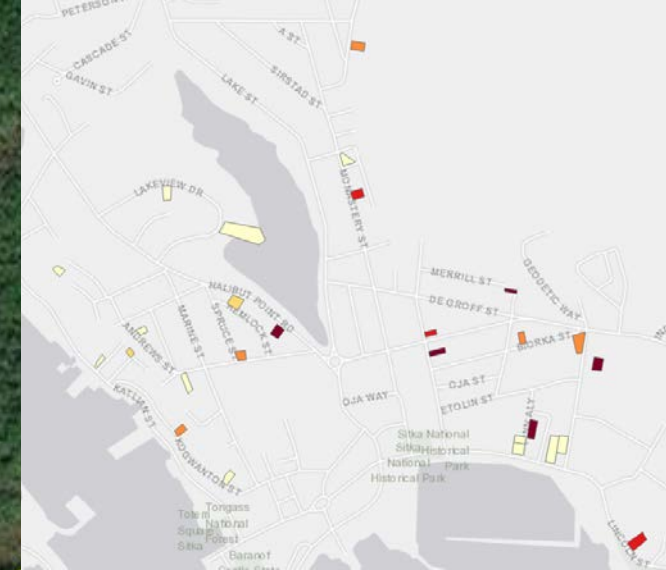 PETERSON
A ST
CASCADE ST
GAVIN ST
LAKE ST
SIRSTAD ST
LAKEVIEW DR
MONASTERY ST
MERRILL ST
GEODETIC WAY
DE GROFF ST
HALIBUT POINT RD
HEMLOCK ST
SPRUCE ST
MARINE ST
ANDREWS ST
BIORKA ST
OJA ST
OJA WAY
ETOLIN ST
KATLIAN ST
KOGWANTON ST
Sitka National
Historical
Park
Sitka
National
Historical Park
Totem
Square
Sitka
Tongass
National
Forest
Baranof
Castle State
LINCOLN ST